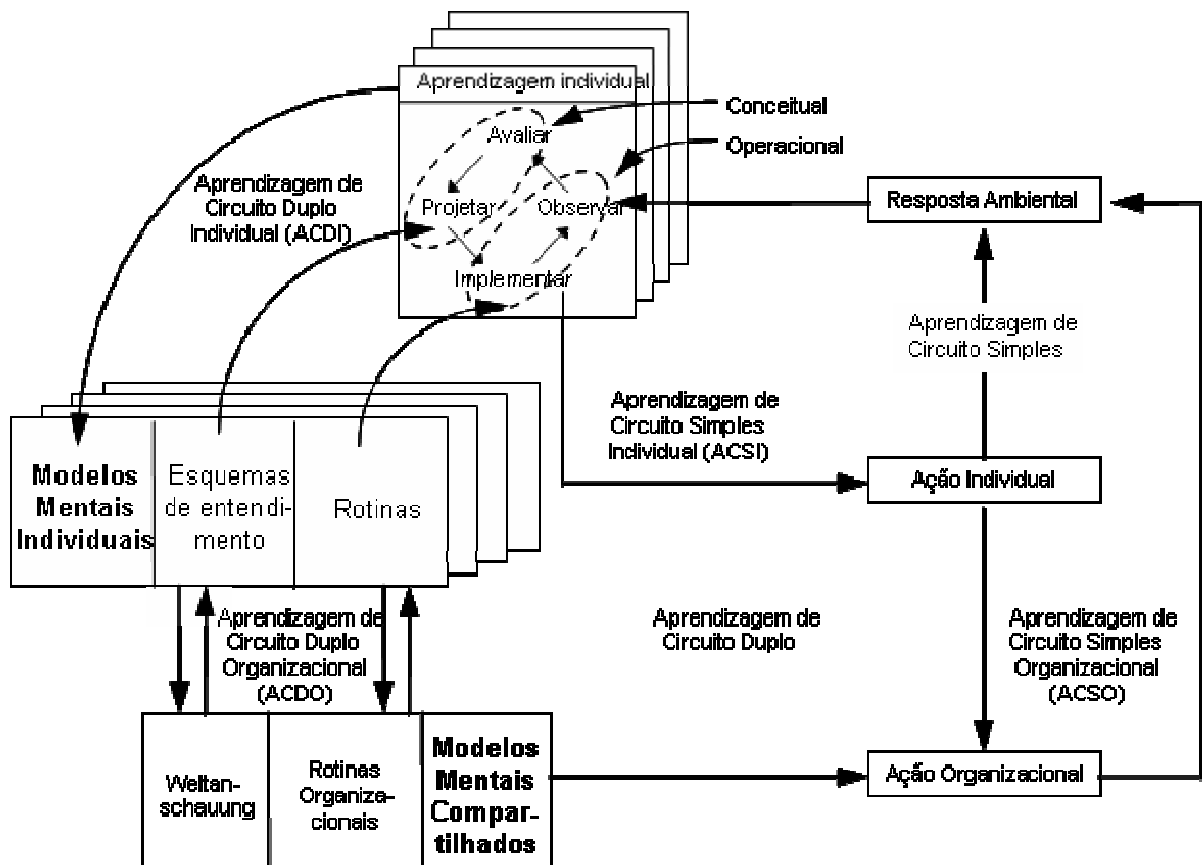 Aprendizagem individual
Conceitual
Avaliar
Operacional
Aprendizagem de
Circuito Duplo
Individual (ACDI)
Projetar
Observar
Resposta Ambiental
Implementar
Aprendizagem de
Circuito Simples
Aprendizagem de
Circuito Simples
Individual (ACSI)
Modelos
Mentais
Individuais
Esquemas
de entendi-
mento
Rotinas
Ação Individual
Aprendizagem de
Circuito Duplo
Organizacional
(ACDO)
Aprendizagem de
Circuito Duplo
Aprendizagem de
Circuito Simples
Organizacional
(ACSO)
Weltan-
schauung
Rotinas
Organiza-
cionais
Modelos
Mentais
Compar-
tilhados
Ação Organizacional